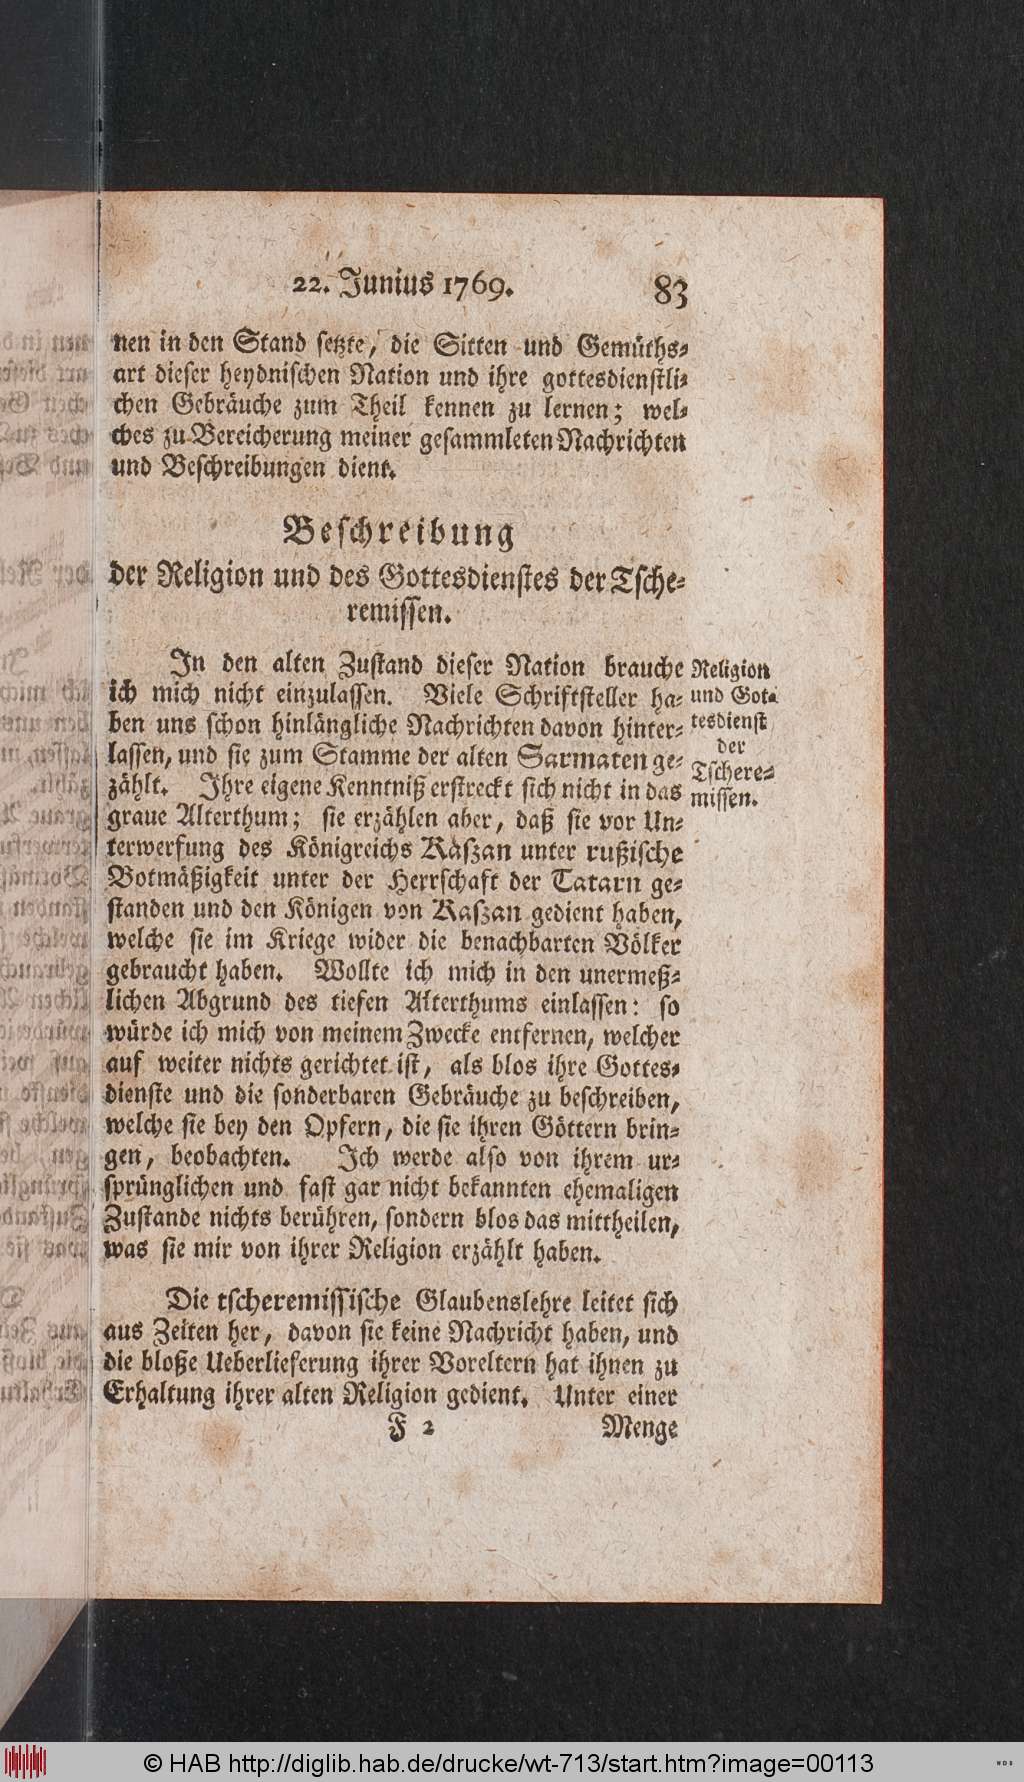 22. Junius 1769. 83
nen in den Stand setzte, die Sitten und Gemüths-
art dieser heydnischen Nation und ihre gottesdienstli-
chen Gebräuche zum Theil kennen zu lernen; wel-
ches zu Bereicherung meiner gesammleten Nachrichten
und Beschreibungen dient.
Beschreibung
der Religion und des Gottesdienstes der Tsche-
remissen.
In den alten Zustand dieser Nation brauche
ich mich nicht einzulassen. Viele Schriftsteller ha-
ben uns schon hinlängliche Nachrichten davon hinter-
lassen, und sie zum Stamme der alten Sarmaten ge-
zählt. Ihre eigene Kenntniß erstreckt sich nicht in das
graue Alterthum; sie erzählen aber, daß sie vor Un-
terwerfung des Königreichs Käszan unter rußische
Botmäßigkeit unter der Herrschaft der Tatarn ge-
standen und den Königen von Kaszan gedient haben,
welche sie im Kriege wider die benachbarten Völker
gebraucht haben. Wollte ich mich in den unermeß-
lichen Abgrund des tiefen Alterthums einlassen: so
würde ich mich von meinem Zwecke entfernen, welcher
auf weiter nichts gerichtet ist, als blos ihre Gottes-
dienste und die sonderbaren Gebräuche zu beschreiben,
welche sie bey den Opfern, die sie ihren Göttern brin-
gen, beobachten. Ich werde also von ihrem ur-
sprünglichen und fast gar nicht bekannten ehemaligen
Zustande nichts berühren, sondern blos das mittheilen,
was sie mir von ihrer Religion erzählt haben.
Religion
und Got-
tesdienst
der
Tschere-
missen.
Die tscheremissische Glaubenslehre leitet sich
aus Zeiten her, davon sie keine Nachricht haben, und
die bloße Ueberlieferung ihrer Voreltern hat ihnen zu
Erhaltung ihrer alten Religion gedient. Unter einer
F 2 Menge
© HAB http://diglib.hab.de/drucke/wt-713/start.htm?image=00113